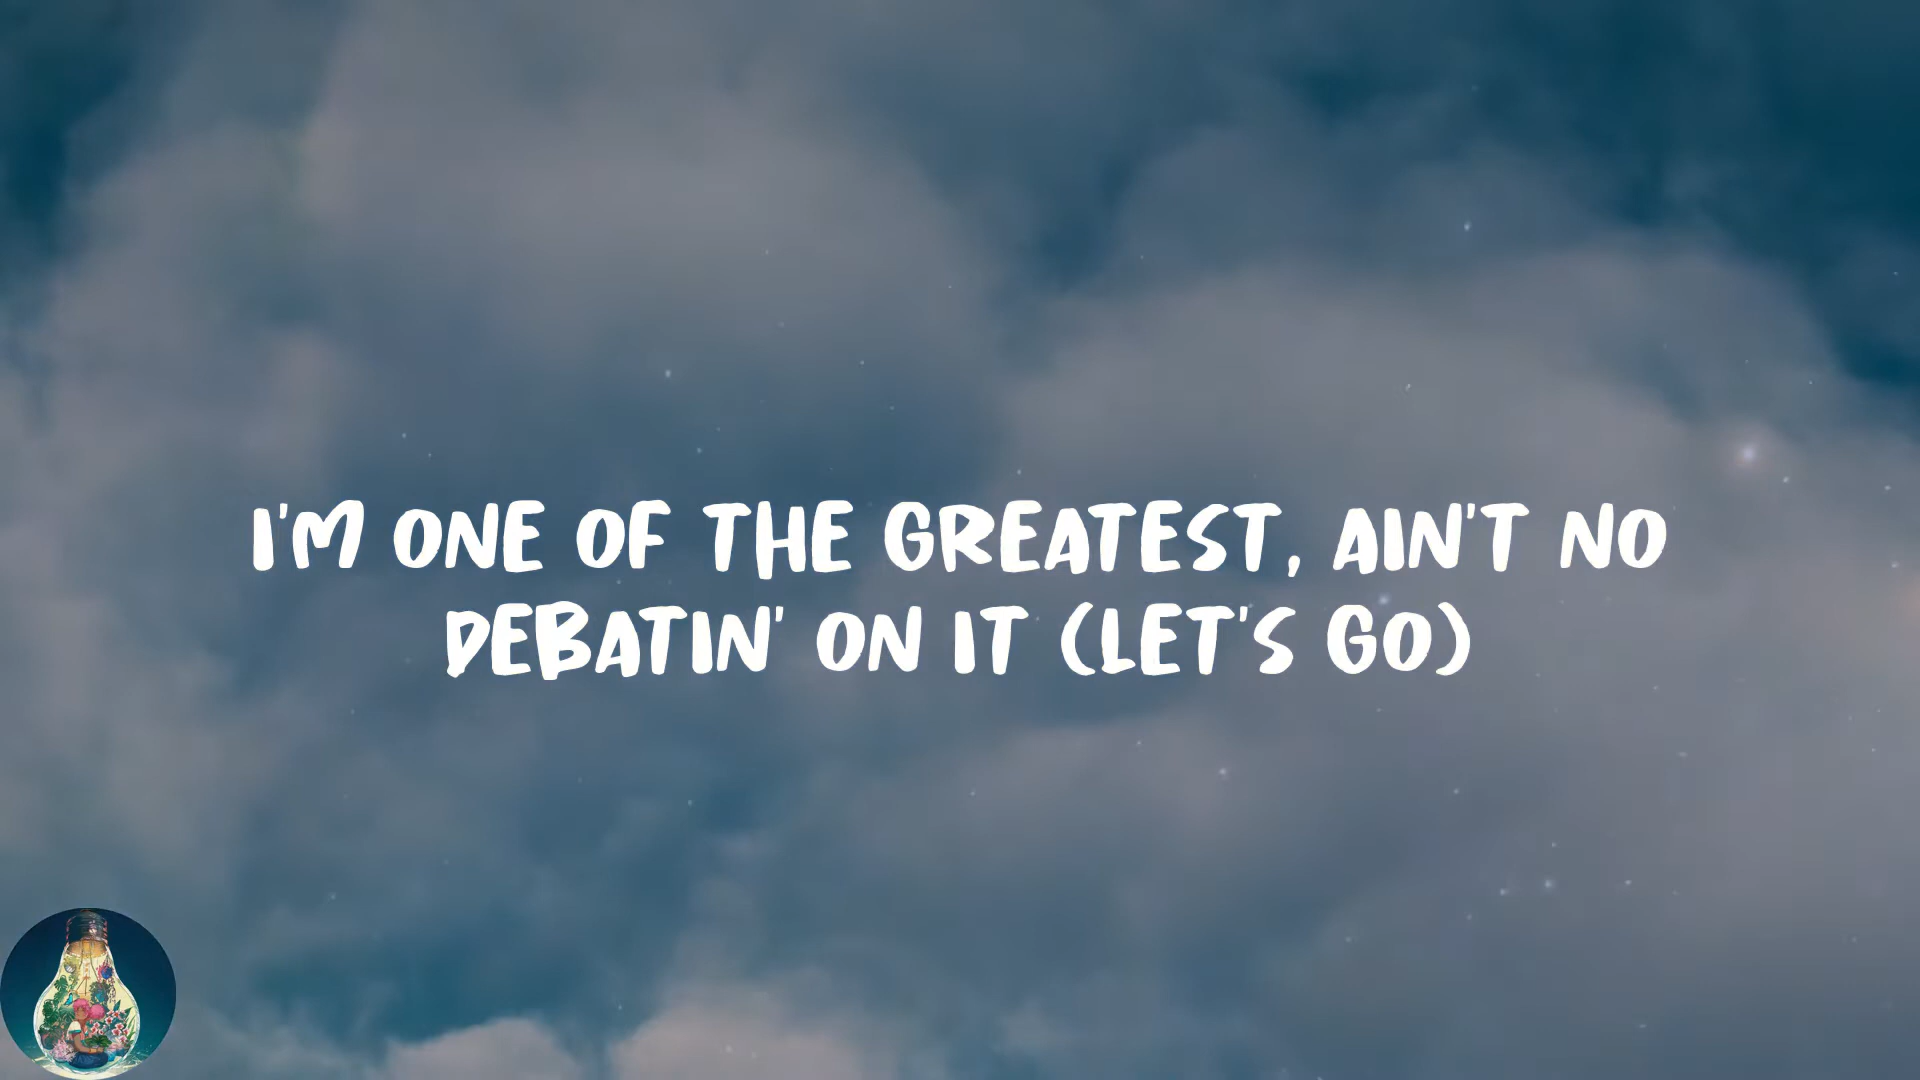 I'M ONE OF THE GREATEST, AIN'T NO
DEBATIN' ON IT (LET'S GO)